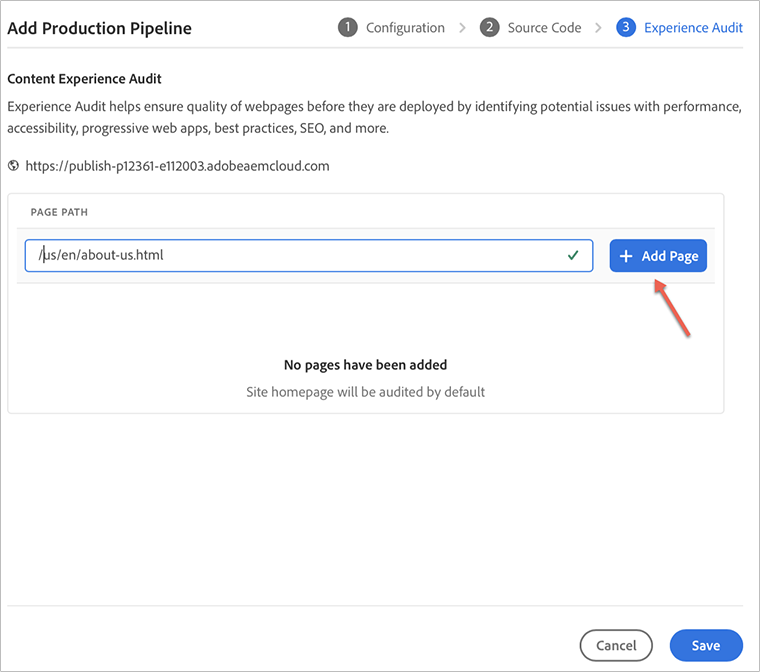 Add Production Pipeline
1 Configuration > 2 Source Code > 3 Experience Audit
Content Experience Audit
Experience Audit helps ensure quality of webpages before they are deployed by identifying potential issues with performance,
accessibility, progressive web apps, best practices, SEO, and more.
https://publish-p12361-e112003.adobeaemcloud.com
PAGE PATH
/us/en/about-us.html
+ Add Page
No pages have been added
Site homepage will be audited by default
Cancel
Save